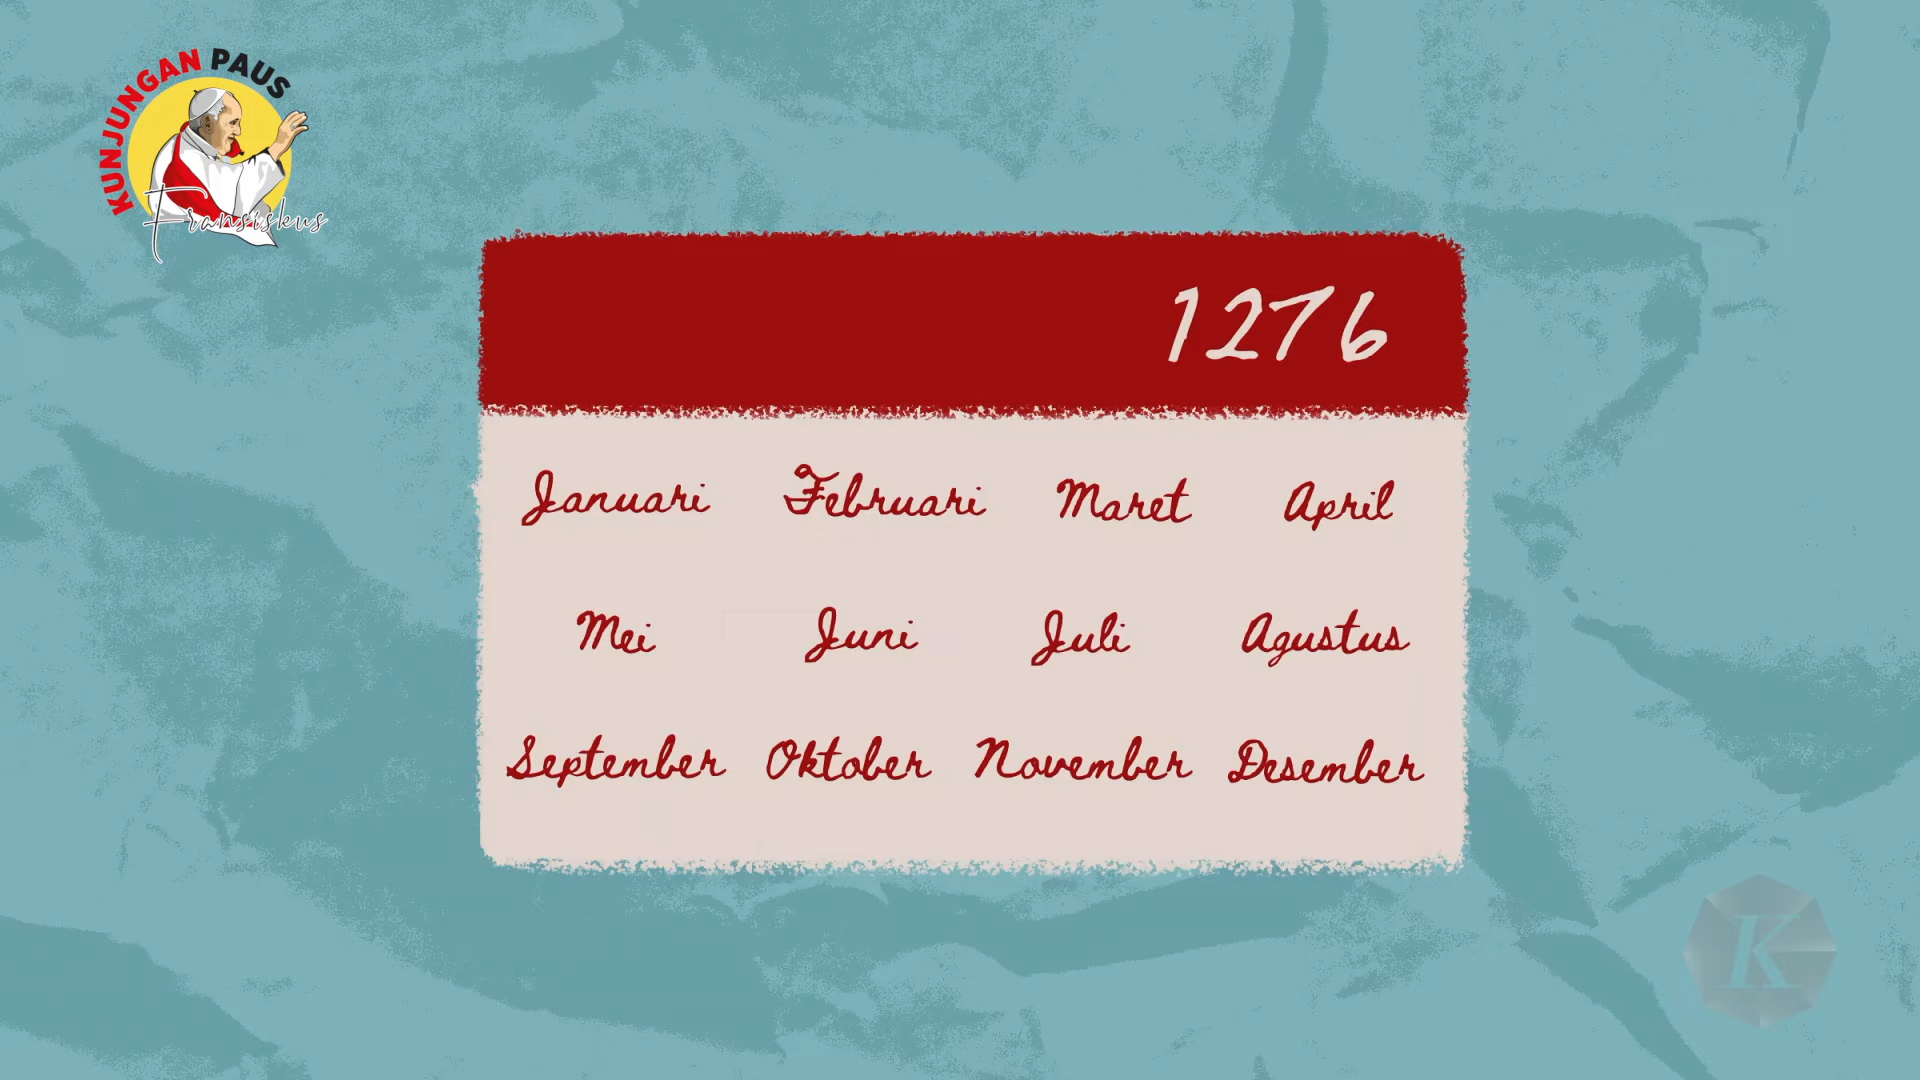 KUNJUNGAN PAUS
Fransiskus
1276
Januari Februari Maret April
Mei Juni Juli Agustus
September Oktober November Desember
K